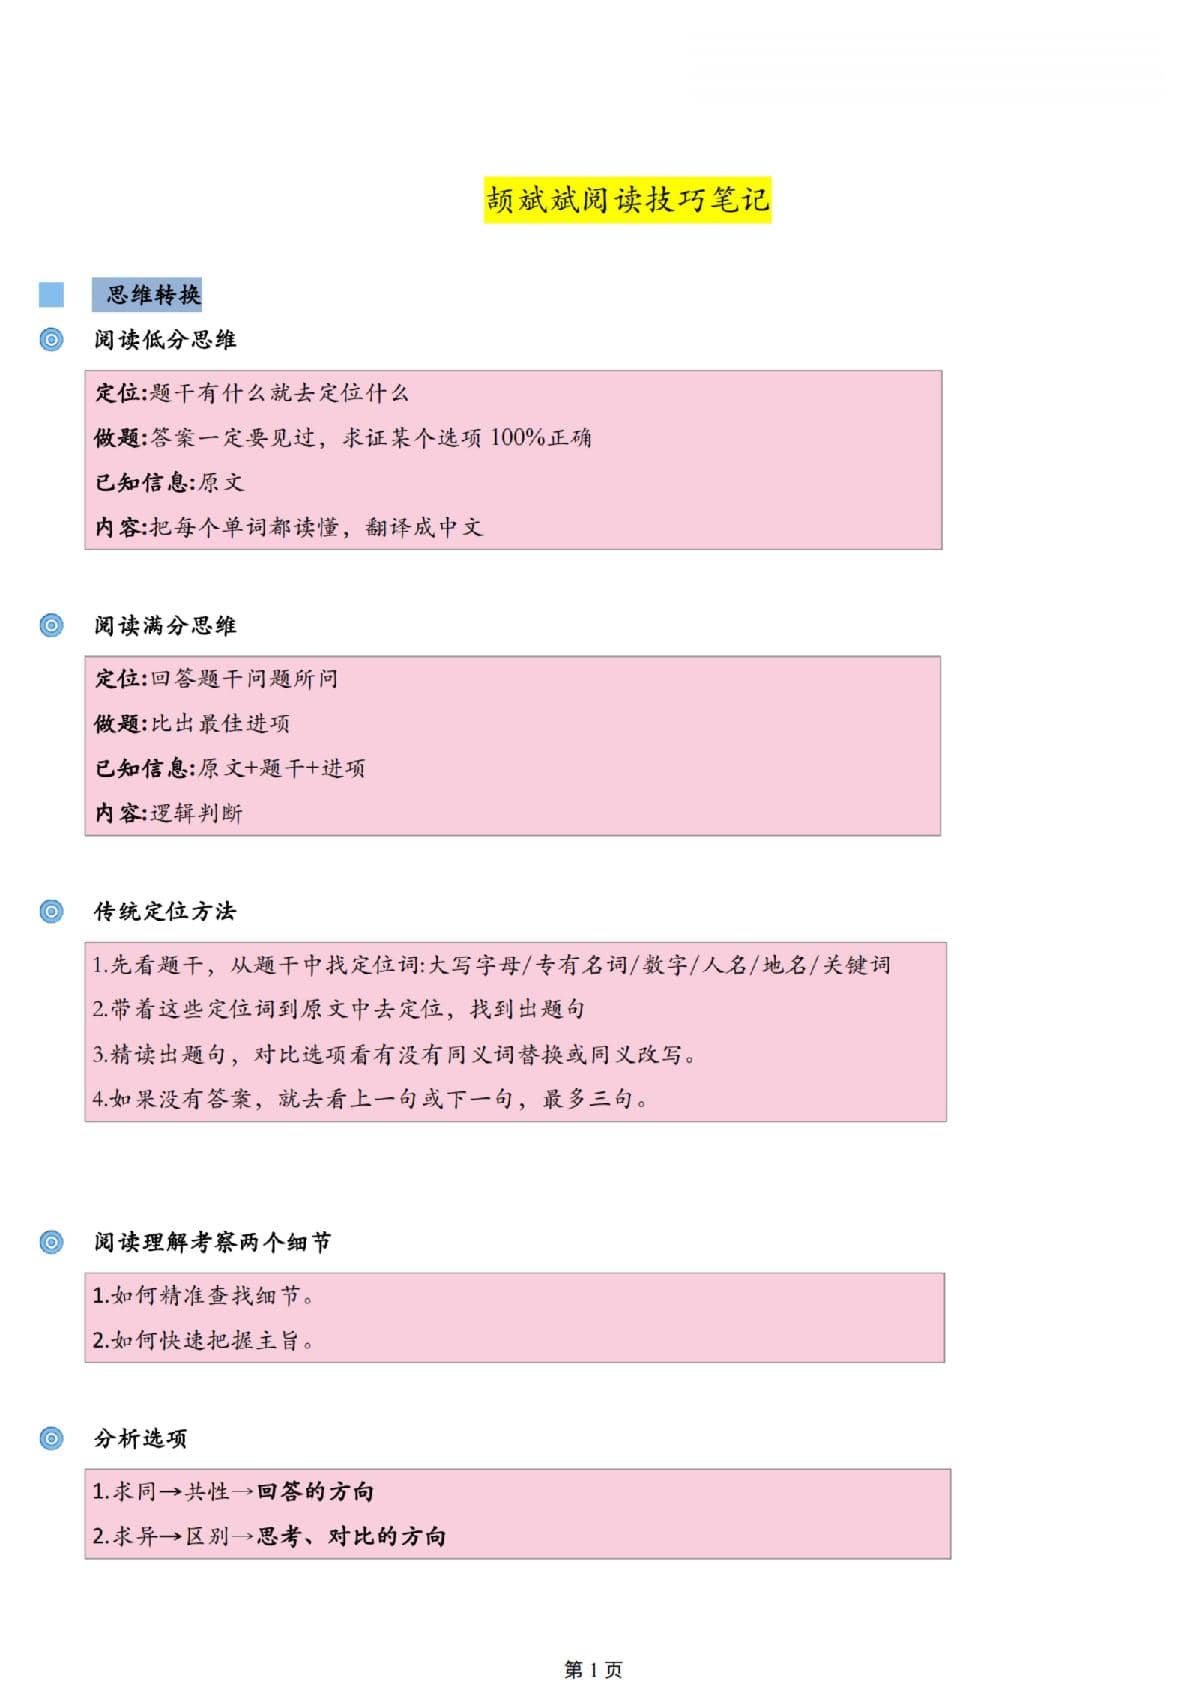 颉斌斌阅读技巧笔记
思维转换
阅读低分思维
定位:题干有什么就去定位什么
做题:答案一定要见过，求证某个选项 100%正确
已知信息:原文
内容:把每个单词都读懂，翻译成中文
阅读满分思维
定位:回答题干问题所问
做题:比出最佳进项
已知信息:原文+题干+进项
内容:逻辑判断
传统定位方法
1.先看题干，从题干中找定位词:大写字母/专有名词/数字/人名/地名/关键词
2.带着这些定位词到原文中去定位，找到出题句
3.精读出题句，对比选项看有没有同义词替换或同义改写。
4.如果没有答案，就去看上一句或下一句，最多三句。
阅读理解考察两个细节
1.如何精准查找细节。
2.如何快速把握主旨。
分析选项
1.求同→共性→回答的方向
2.求异→区别→思考、对比的方向
第 1 页